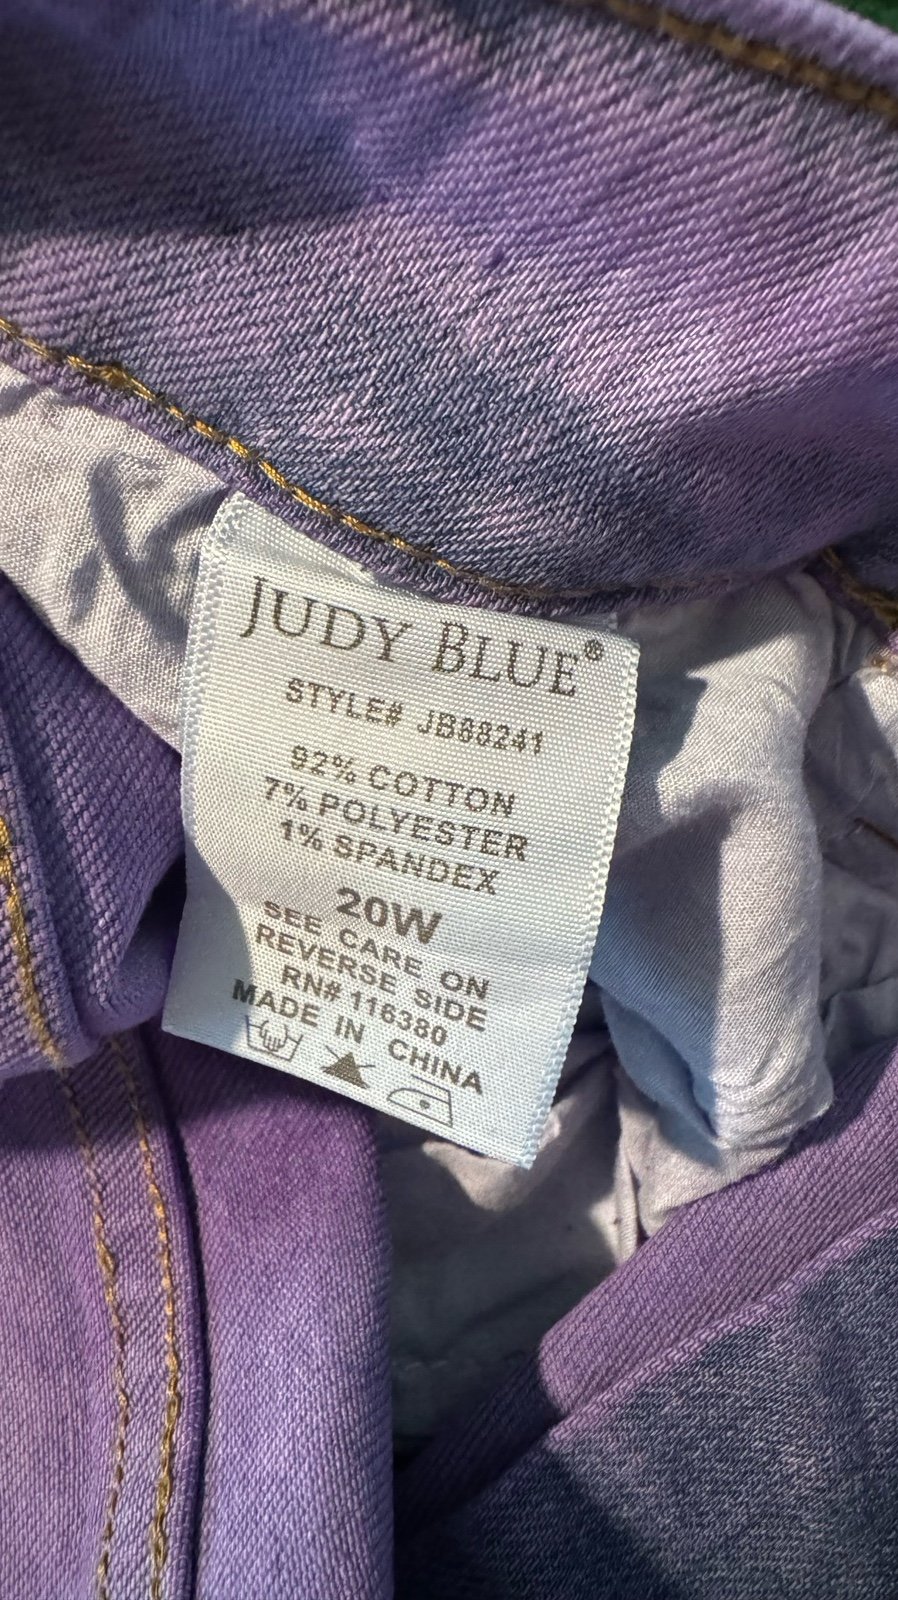 JUDY BLUE®
STYLE# JB88241
92% COTTON
7% POLYESTER
1% SPANDEX
20W
SEE CARE ON
REVERSE SIDE
RN# 116380
MADE IN CHINA